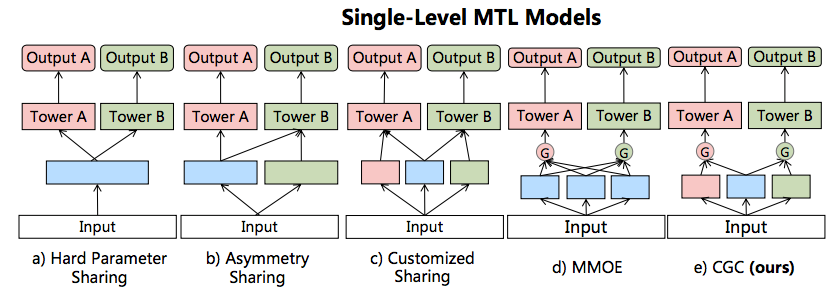 Single-Level MTL Models
Output A Output B Output A Output B Output A Output B Output A Output B Output A Output B
Tower A Tower B Tower A Tower B Tower A Tower B Tower A Tower B Tower A Tower B
G G G G
Input Input Input Input Input
a) Hard Parameter Sharing
b) Asymmetry Sharing
c) Customized Sharing
d) MMOE
e) CGC (ours)